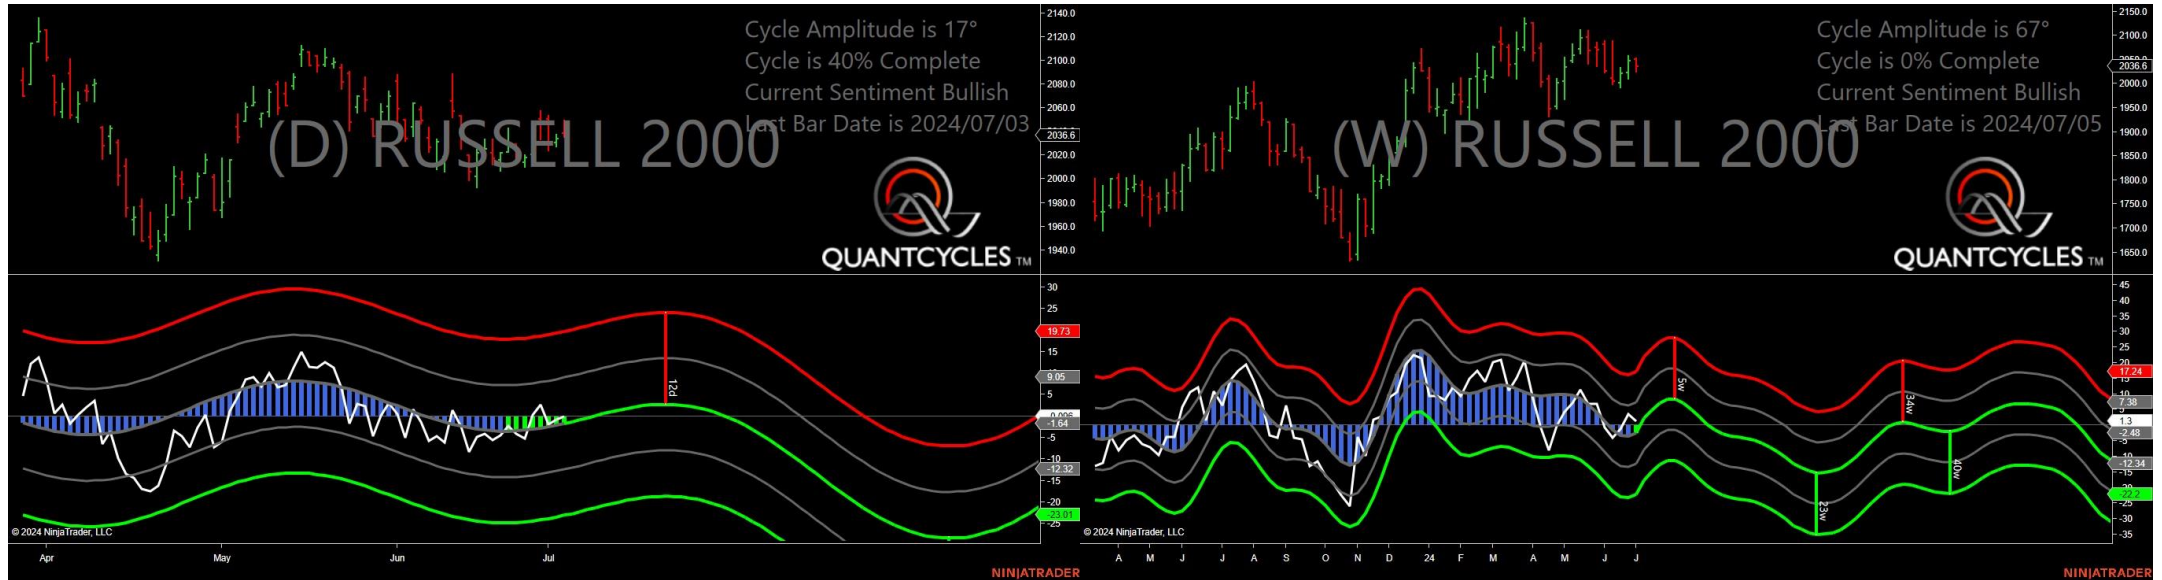 Cycle Amplitude is 17°
Cycle is 40% Complete
Current Sentiment Bullish
Last Bar Date is 2024/07/03
(D) RUSSELL 2000
QUANTCYCLES TM
2140.0
2120.0
2100.0
2080.0
2060.0
2036.6
2020.0
2000.0
1980.0
1960.0
1940.0
30
25
19.73
15
9.05
5
-1.64
-5
-10
-12.32
-15
-20
-23.01
-25
12d
© 2024 NinjaTrader, LLC
Apr May Jun Jul
NINJATRADER
Cycle Amplitude is 67°
Cycle is 0% Complete
Current Sentiment Bullish
Last Bar Date is 2024/07/05
(W) RUSSELL 2000
QUANTCYCLES TM
2150.0
2100.0
2036.6
2000.0
1950.0
1900.0
1850.0
1800.0
1750.0
1700.0
1650.0
45
40
35
30
25
20
17.24
7.38
1.3
-2.48
-12.34
-22.2
-25
-30
-35
5w
34w
40w
23w
© 2024 NinjaTrader, LLC
A M J J A S O N D 24 F M A M J J
NINJATRADER